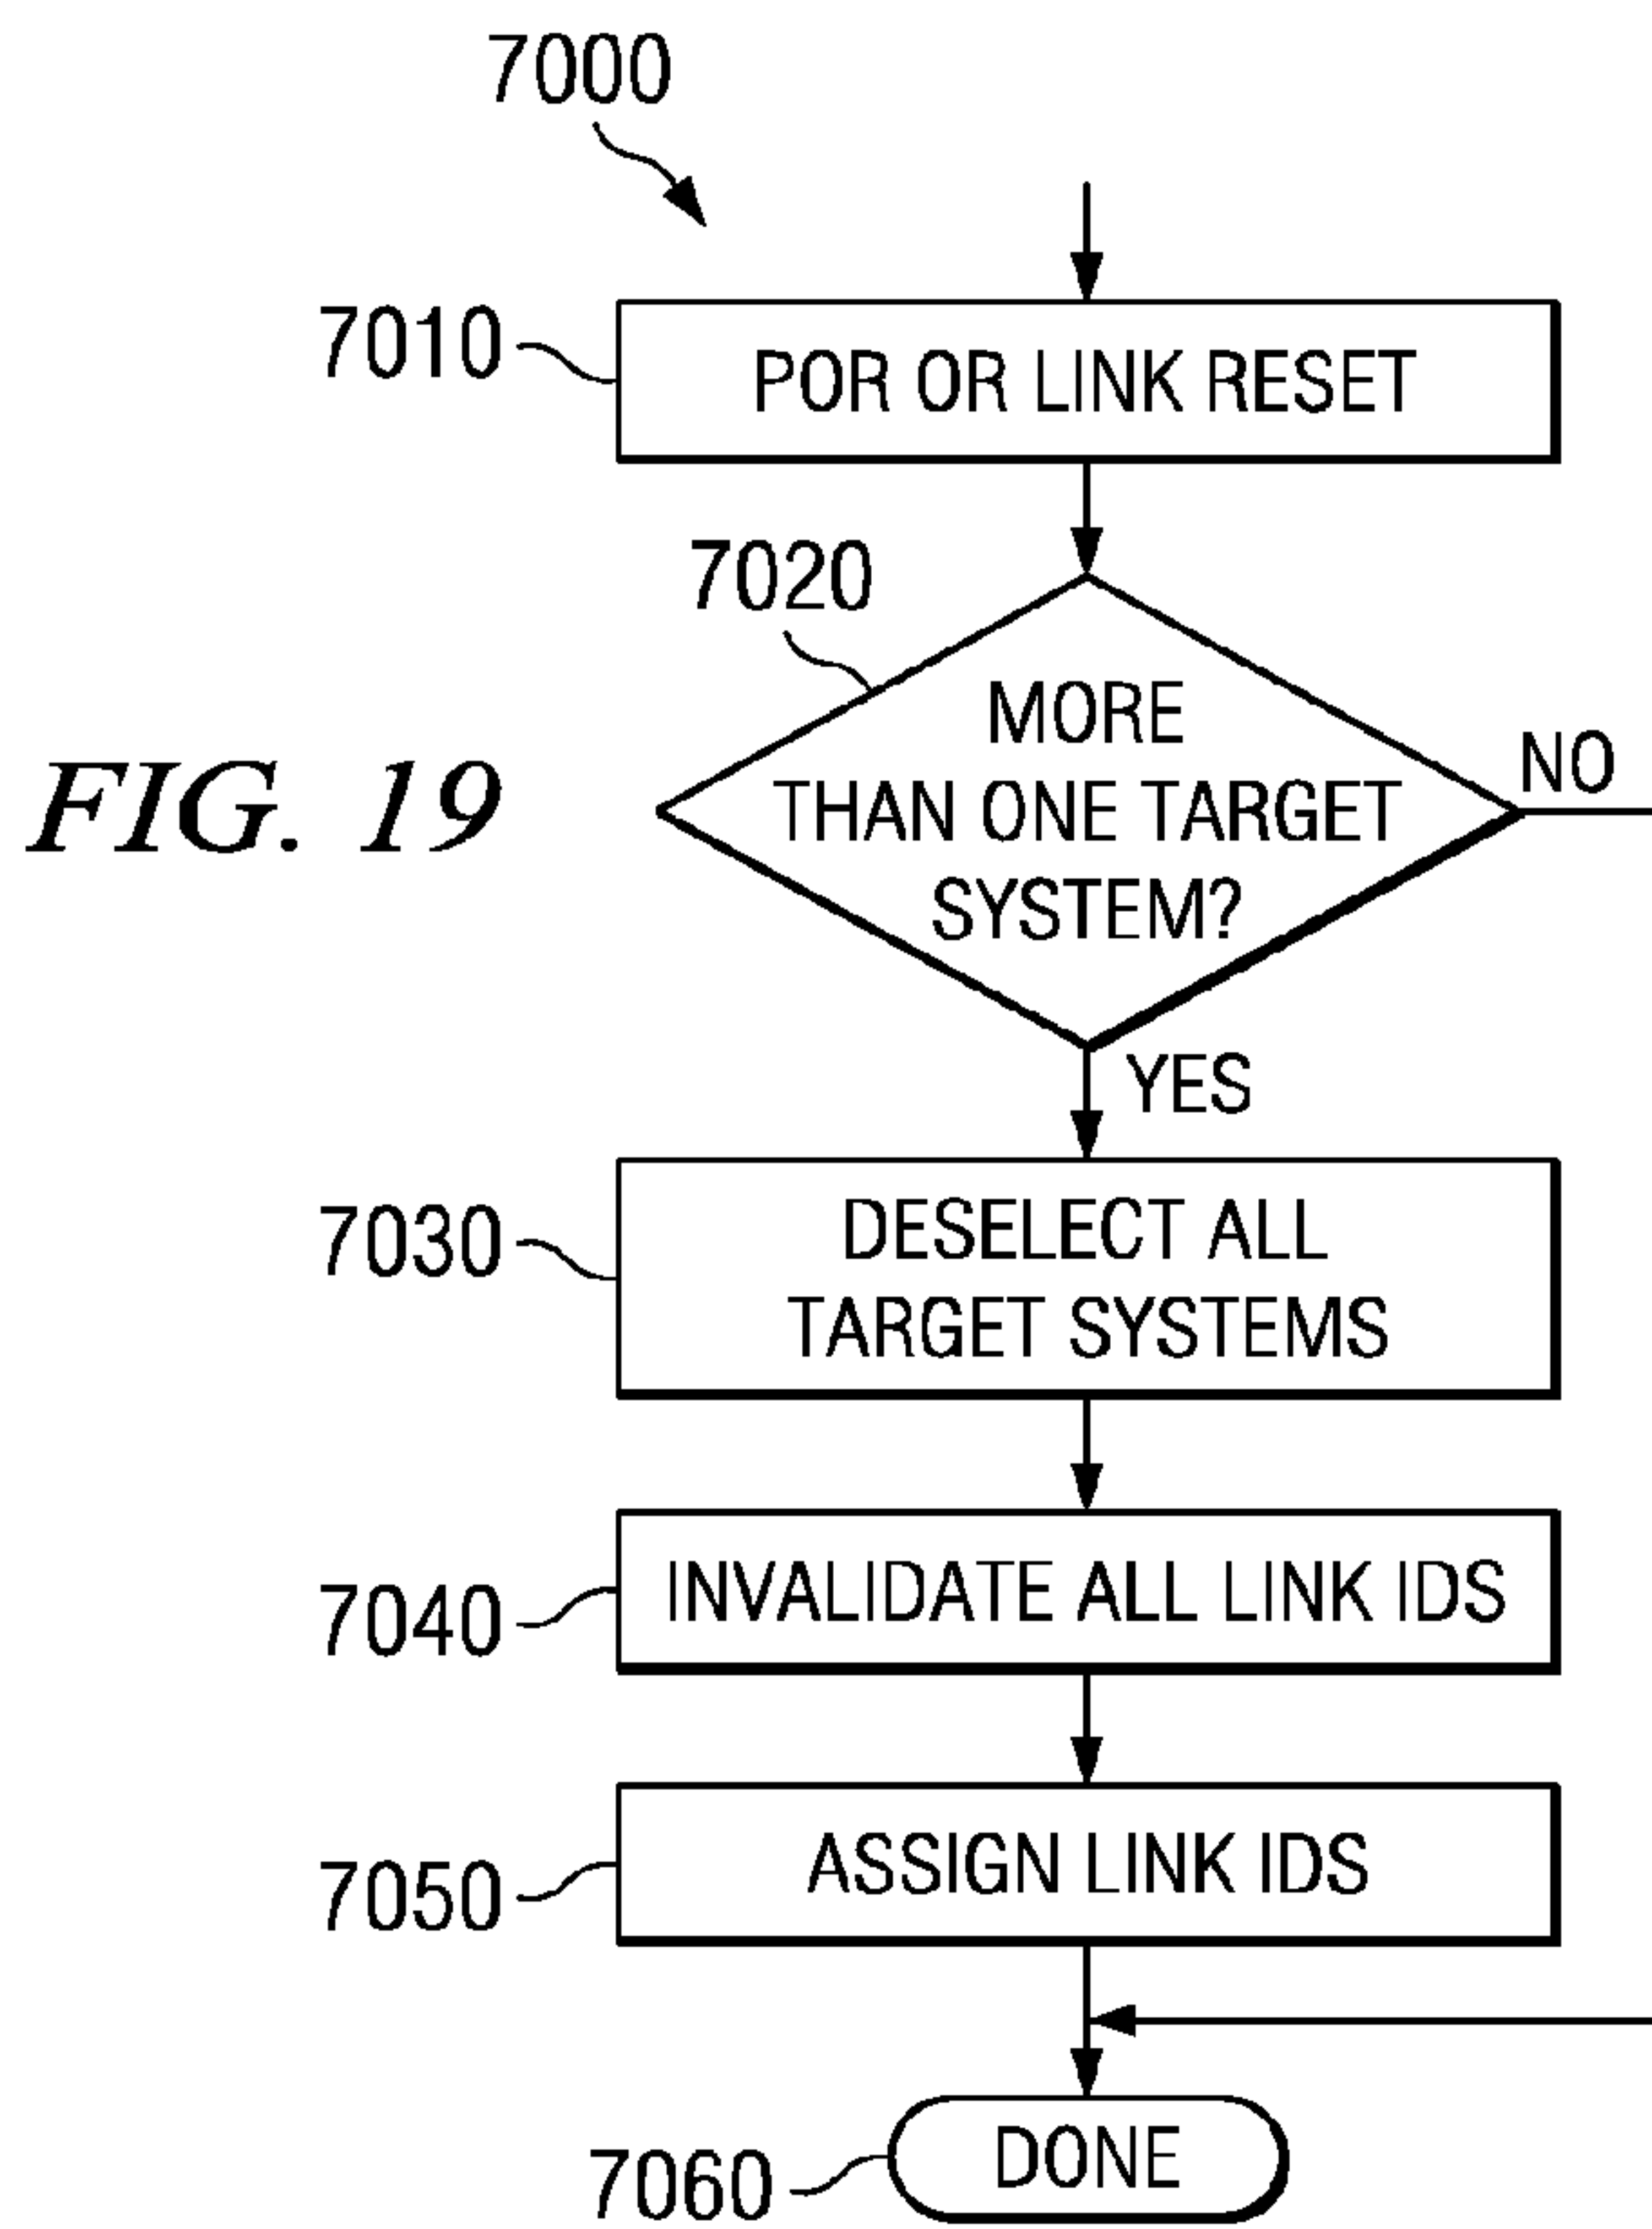 7000
7010
POR OR LINK RESET
7020
MORE
THAN ONE TARGET
SYSTEM?
NO
FIG. 19
YES
7030
DESELECT ALL
TARGET SYSTEMS
7040
INVALIDATE ALL LINK IDS
7050
ASSIGN LINK IDS
7060
DONE